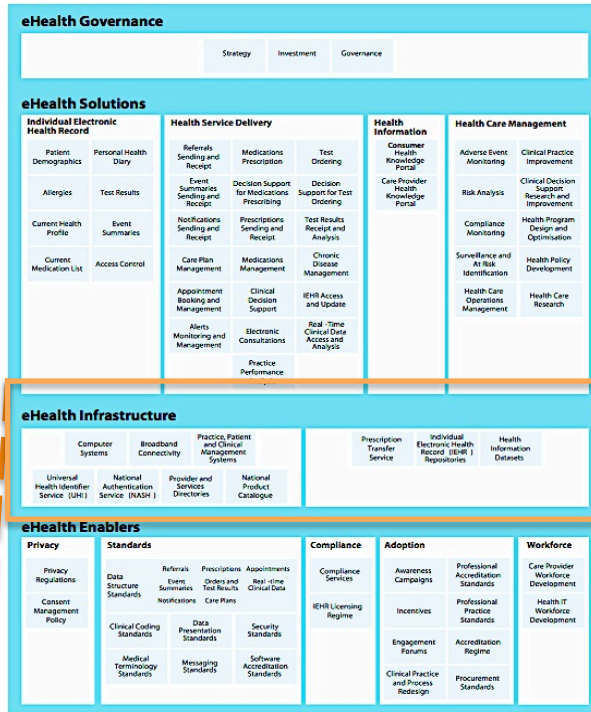 eHealth Governance
Strategy
Investment
Governance
eHealth Solutions
Individual Electronic
Health Record
Patient
Demographics
Personal Health
Diary
Allergies
Test Results
Current Health
Profile
Event
Summaries
Current
Medication List
Access Control
Health Service Delivery
Referrals
Sending and
Receipt
Medications
Prescription
Test
Ordering
Event
Summaries
Sending and
Receipt
Decision Support
for Medications
Prescribing
Decision
Support for Test
Ordering
Notifications
Sending and
Receipt
Prescriptions
Sending and
Receipt
Test Results
Receipt and
Analysis
Care Plan
Management
Medications
Management
Chronic
Disease
Management
Appointment
Booking and
Management
Clinical
Decision
Support
IEHR Access
and Update
Alerts
Monitoring and
Management
Electronic
Consultations
Real -Time
Clinical Data
Access and
Analysis
Practice
Performance
Health
Information
Consumer
Health
Knowledge
Portal
Care Provider
Health
Knowledge
Portal
Health Care Management
Adverse Event
Monitoring
Clinical Practice
Improvement
Risk Analysis
Clinical Decision
Support
Research and
Improvement
Compliance
Monitoring
Health Program
Design and
Optimisation
Surveillance and
At Risk
Identification
Health Policy
Development
Health Care
Operations
Management
Health Care
Research
eHealth Infrastructure
Computer
Systems
Broadband
Connectivity
Practice, Patient
and Clinical
Management
Systems
Universal
Health Identifier
Service (UHI)
National
Authentication
Service (NASH)
Provider and
Services
Directories
National
Product
Catalogue
Prescription
Transfer
Service
Individual
Electronic Health
Record (IEHR )
Repositories
Health
Information
Datasets
eHealth Enablers
Privacy
Privacy
Regulations
Consent
Management
Policy
Standards
Data
Structure
Standards
Referrals
Prescriptions
Appointments
Event
Summaries
Orders and
Test Results
Real -time
Clinical Data
Notifications
Care Plans
Clinical Coding
Standards
Data
Presentation
Standards
Security
Standards
Medical
Terminology
Standards
Messaging
Standards
Software
Accreditation
Standards
Compliance
Compliance
Services
IEHR Licensing
Regime
Adoption
Awareness
Campaigns
Professional
Accreditation
Standards
Incentives
Professional
Practice
Standards
Engagement
Forums
Accreditation
Regime
Clinical Practice
and Process
Redesign
Procurement
Standards
Workforce
Care Provider
Workforce
Development
Health IT
Workforce
Development